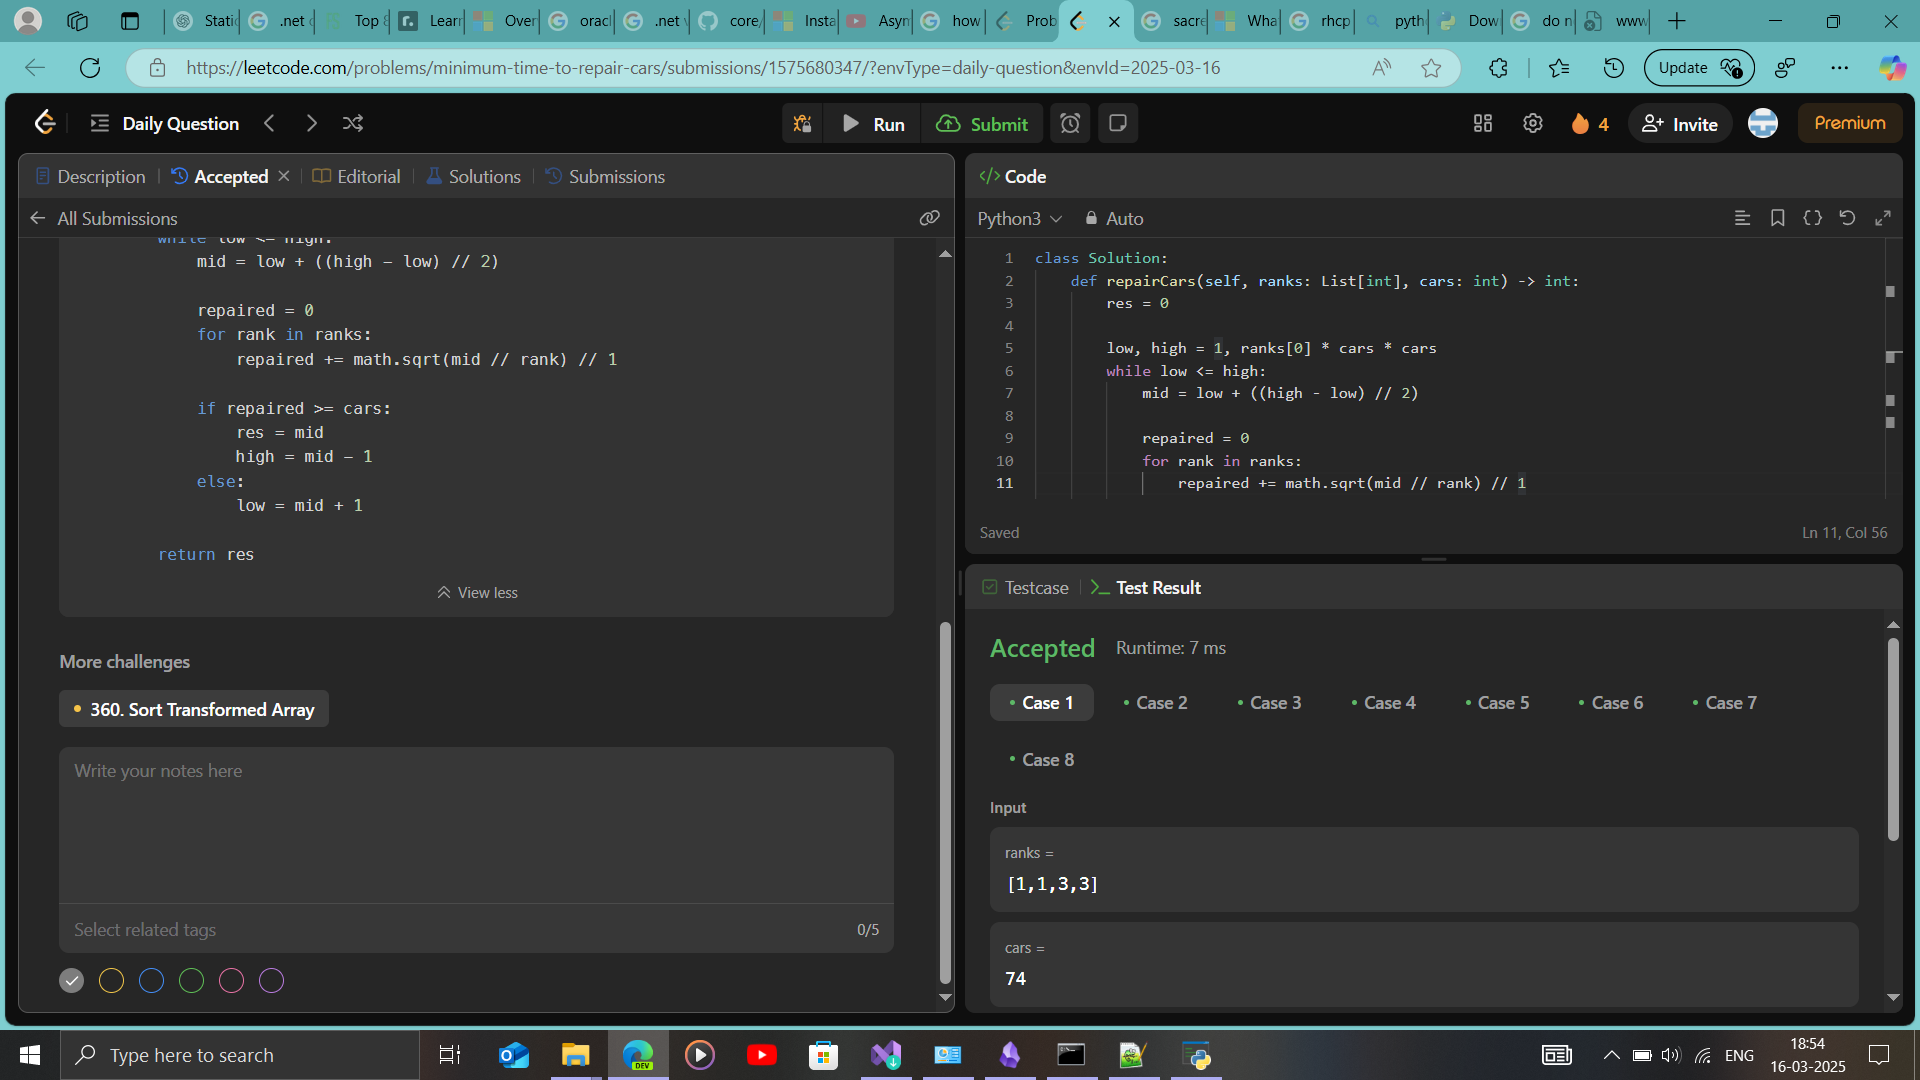 Static
.net c
Top 8
Learn
Over
oracl
.net v
core/
Insta
Asyn
how
Prob
sacre
Wha
rhcp
pyth
Dow
do n
www
https://leetcode.com/problems/minimum-time-to-repair-cars/submissions/1575680347/?envType=daily-question&envId=2025-03-16
Update
Daily Question
Run
Submit
4
Invite
Premium
Description
Accepted
Editorial
Solutions
Submissions
All Submissions
while low <= high:
mid = low + ((high – low) // 2)
repaired = 0
for rank in ranks:
repaired += math.sqrt(mid // rank) // 1
if repaired >= cars:
res = mid
high = mid – 1
else:
low = mid + 1
return res
View less
More challenges
360. Sort Transformed Array
Write your notes here
Select related tags
0/5
</> Code
Python3
Auto
1 class Solution:
2 def repairCars(self, ranks: List[int], cars: int) -> int:
3 res = 0
4
5 low, high = 1, ranks[0] * cars * cars
6 while low <= high:
7 mid = low + ((high - low) // 2)
8
9 repaired = 0
10 for rank in ranks:
11 repaired += math.sqrt(mid // rank) // 1
Saved
Ln 11, Col 56
Testcase
Test Result
Accepted
Runtime: 7 ms
Case 1
Case 2
Case 3
Case 4
Case 5
Case 6
Case 7
Case 8
Input
ranks =
[1,1,3,3]
cars =
74
Type here to search
DEV
ENG
18:54
16-03-2025